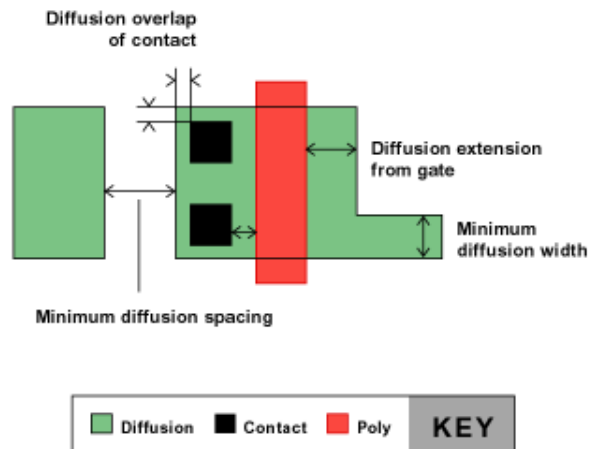 Diffusion overlap
of contact
Diffusion extension
from gate
Minimum
diffusion width
Minimum diffusion spacing
Diffusion Contact Poly KEY